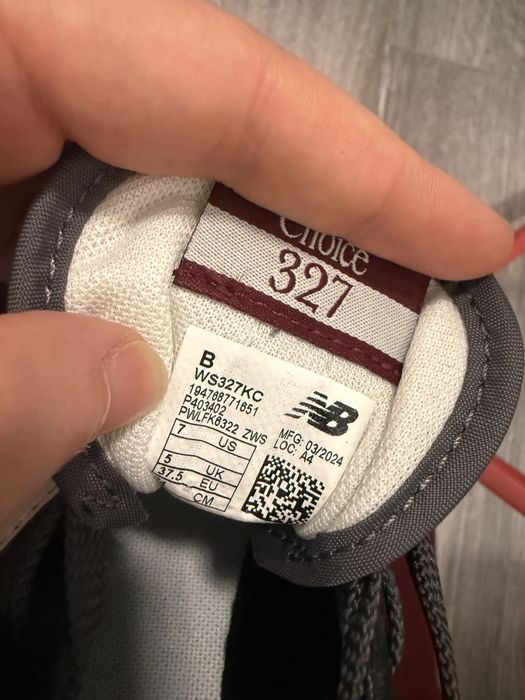 Choice
327
B
WS327KC
194768771651
P403402
PWLFK6322 ZWS
MFG: 03/2024
LOC: A4
NB
7 US
5 UK
37.5 EU
CM